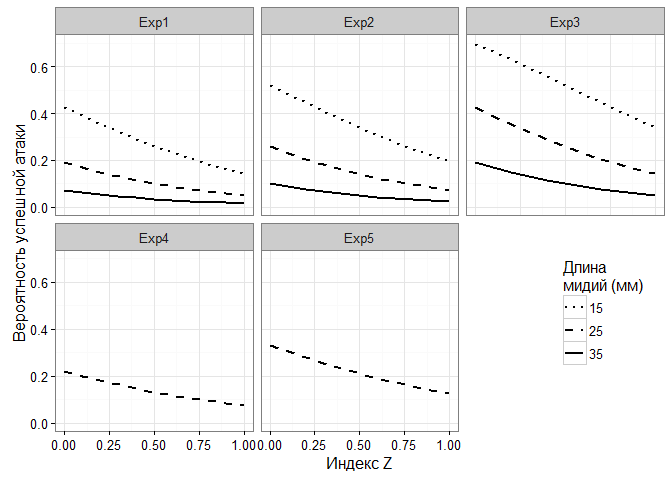 Exp1 Exp2 Exp3
0.6
0.4
0.2
0.0
Вероятность успешной атаки
Exp4 Exp5
0.6
0.4
0.2
0.0
0.00 0.25 0.50 0.75 1.00 0.00 0.25 0.50 0.75 1.00
Индекс Z
Длина
мидий (мм)
15
25
35